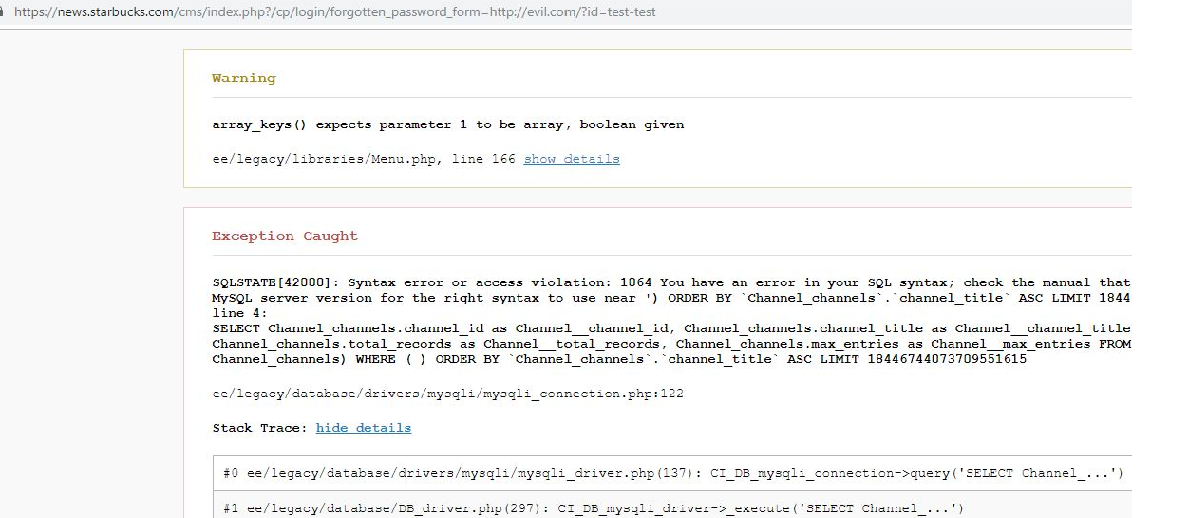 https://news.starbucks.com/cms/index.php?/cp/login/forgotten_password_form=http://evil.com/?id=test-test
Warning
array_keys() expects parameter 1 to be array, boolean given
ee/legacy/libraries/Menu.php, line 166 show details
Exception Caught
SQLSTATE[42000]: Syntax error or access violation: 1064 You have an error in your SQL syntax; check the manual that
MySQL server version for the right syntax to use near ') ORDER BY `Channel_channels`.`channel_title` ASC LIMIT 1844
line 4:
SELECT Channel_channels.channel_id as Channel__channel_id, Channel_channels.channel_title as Channel__channel_title
Channel_channels.total_records as Channel__total_records, Channel_channels.max_entries as Channel__max_entries FROM
Channel_channels) WHERE ( ) ORDER BY `Channel_channels`.`channel_title` ASC LIMIT 18446744073709551615
ee/legacy/database/drivers/mysqli/mysqli_connection.php:122
Stack Trace: hide details
#0 ee/legacy/database/drivers/mysqli/mysqli_driver.php(137): CI_DB_mysqli_connection->query('SELECT Channel_...')
#1 ee/legacy/database/DB_driver.php(297): CI_DB_mysqli_driver->_execute('SELECT Channel_...')